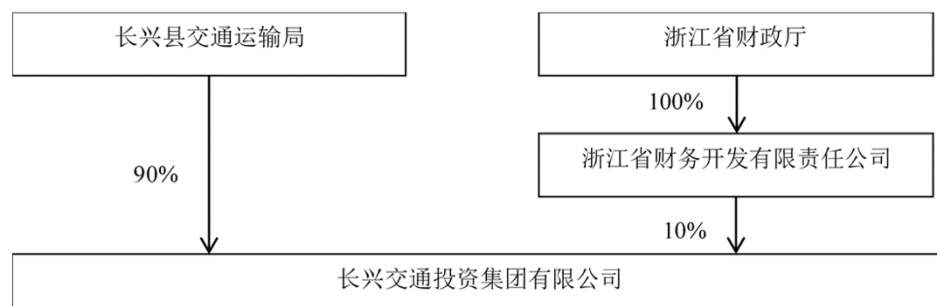 长兴县交通运输局
浙江省财政厅
100%
浙江省财务开发有限责任公司
90%
10%
长兴交通投资集团有限公司